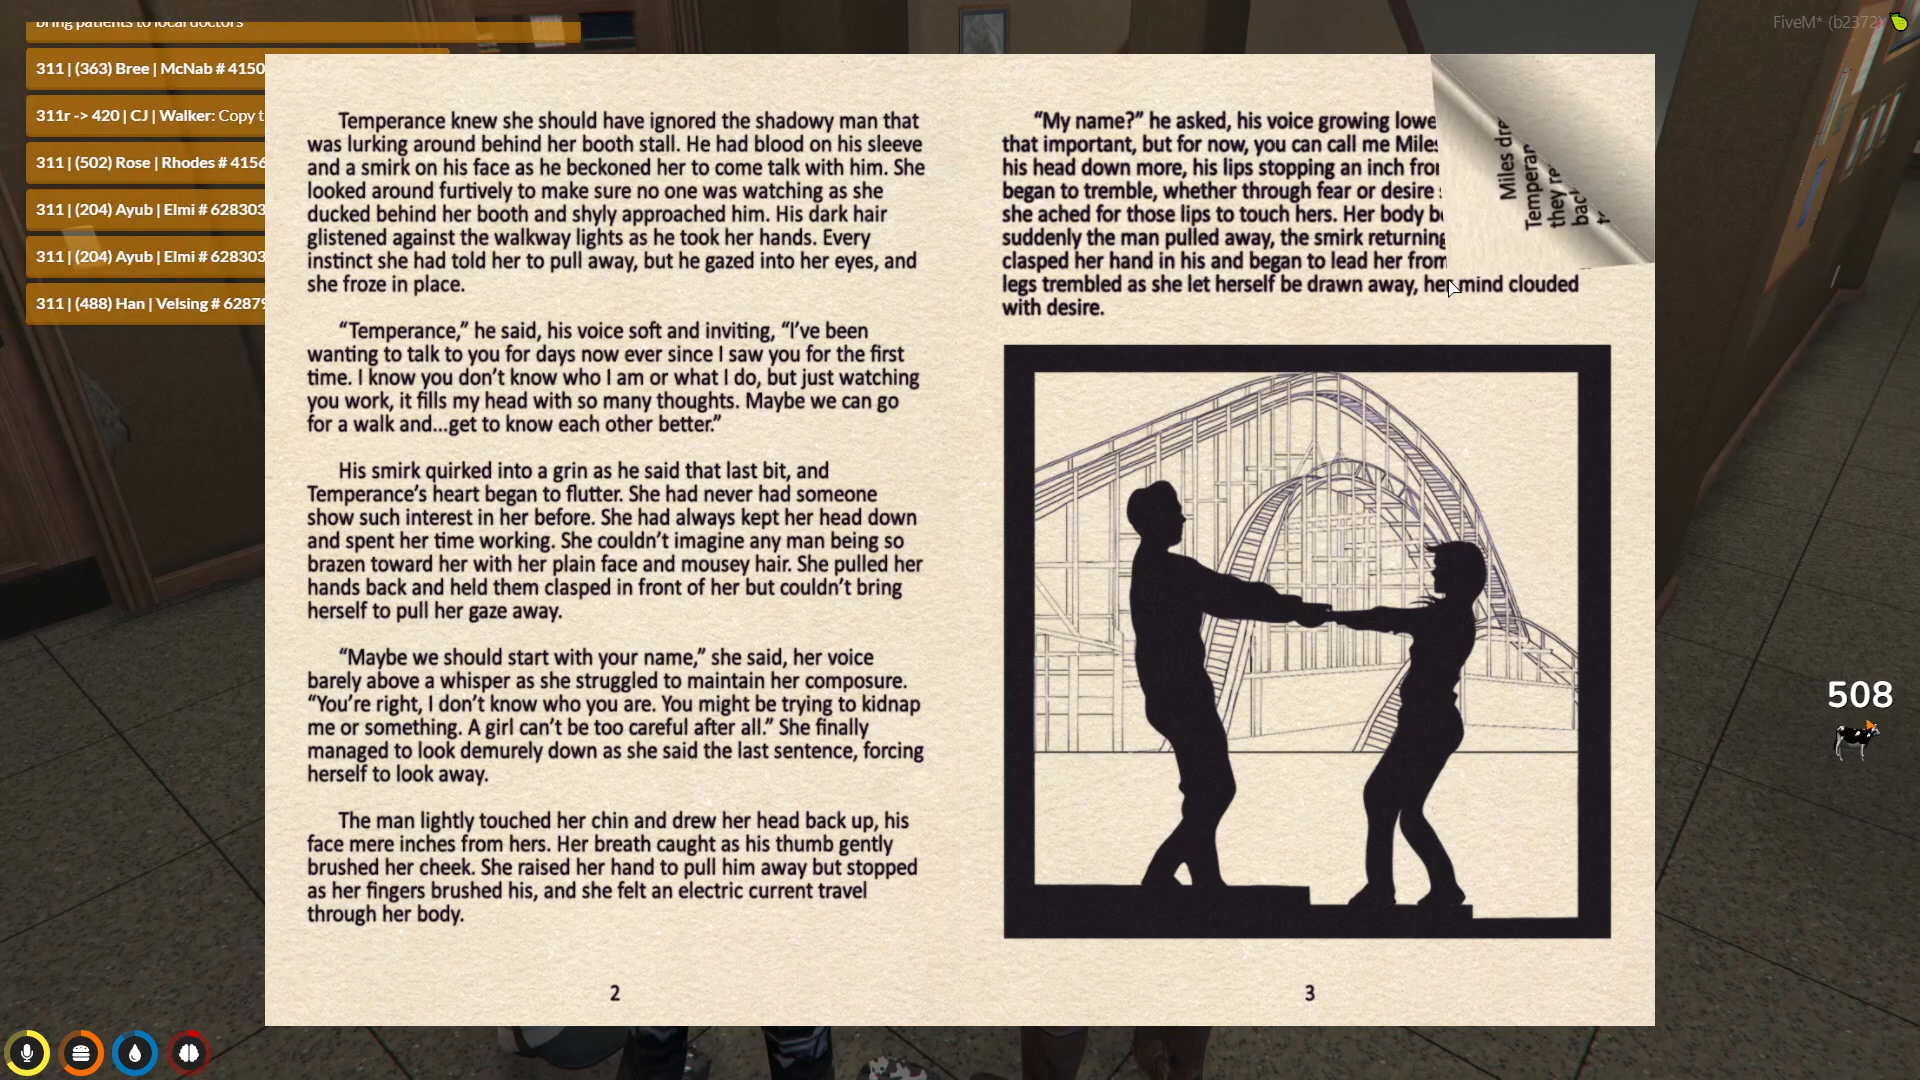 bring patients to local doctors
311 | (363) Bree | McNab # 4150
311r -> 420 | CJ | Walker: Copy t
311 | (502) Rose | Rhodes # 4156
311 | (204) Ayub | Elmi # 628303
311 | (204) Ayub | Elmi # 628303
311 | (488) Han | Velsing # 62879
FiveM* (b2372)
Temperance knew she should have ignored the shadowy man that
was lurking around behind her booth stall. He had blood on his sleeve
and a smirk on his face as he beckoned her to come talk with him. She
looked around furtively to make sure no one was watching as she
ducked behind her booth and shyly approached him. His dark hair
glistened against the walkway lights as he took her hands. Every
instinct she had told her to pull away, but he gazed into her eyes, and
she froze in place.
“Temperance,” he said, his voice soft and inviting, “I’ve been
wanting to talk to you for days now ever since I saw you for the first
time. I know you don’t know who I am or what I do, but just watching
you work, it fills my head with so many thoughts. Maybe we can go
for a walk and...get to know each other better.”
His smirk quirked into a grin as he said that last bit, and
Temperance’s heart began to flutter. She had never had someone
show such interest in her before. She had always kept her head down
and spent her time working. She couldn’t imagine any man being so
brazen toward her with her plain face and mousey hair. She pulled her
hands back and held them clasped in front of her but couldn’t bring
herself to pull her gaze away.
“Maybe we should start with your name,” she said, her voice
barely above a whisper as she struggled to maintain her composure.
“You’re right, I don’t know who you are. You might be trying to kidnap
me or something. A girl can’t be too careful after all.” She finally
managed to look demurely down as she said the last sentence, forcing
herself to look away.
The man lightly touched her chin and drew her head back up, his
face mere inches from hers. Her breath caught as his thumb gently
brushed her cheek. She raised her hand to pull him away but stopped
as her fingers brushed his, and she felt an electric current travel
through her body.
2
“My name?” he asked, his voice growing lowe
that important, but for now, you can call me Miles
his head down more, his lips stopping an inch from
began to tremble, whether through fear or desire
she ached for those lips to touch hers. Her body be
suddenly the man pulled away, the smirk returning
clasped her hand in his and began to lead her from
legs trembled as she let herself be drawn away, her mind clouded
with desire.
Miles dre
Temperan
they re
bac
3
508